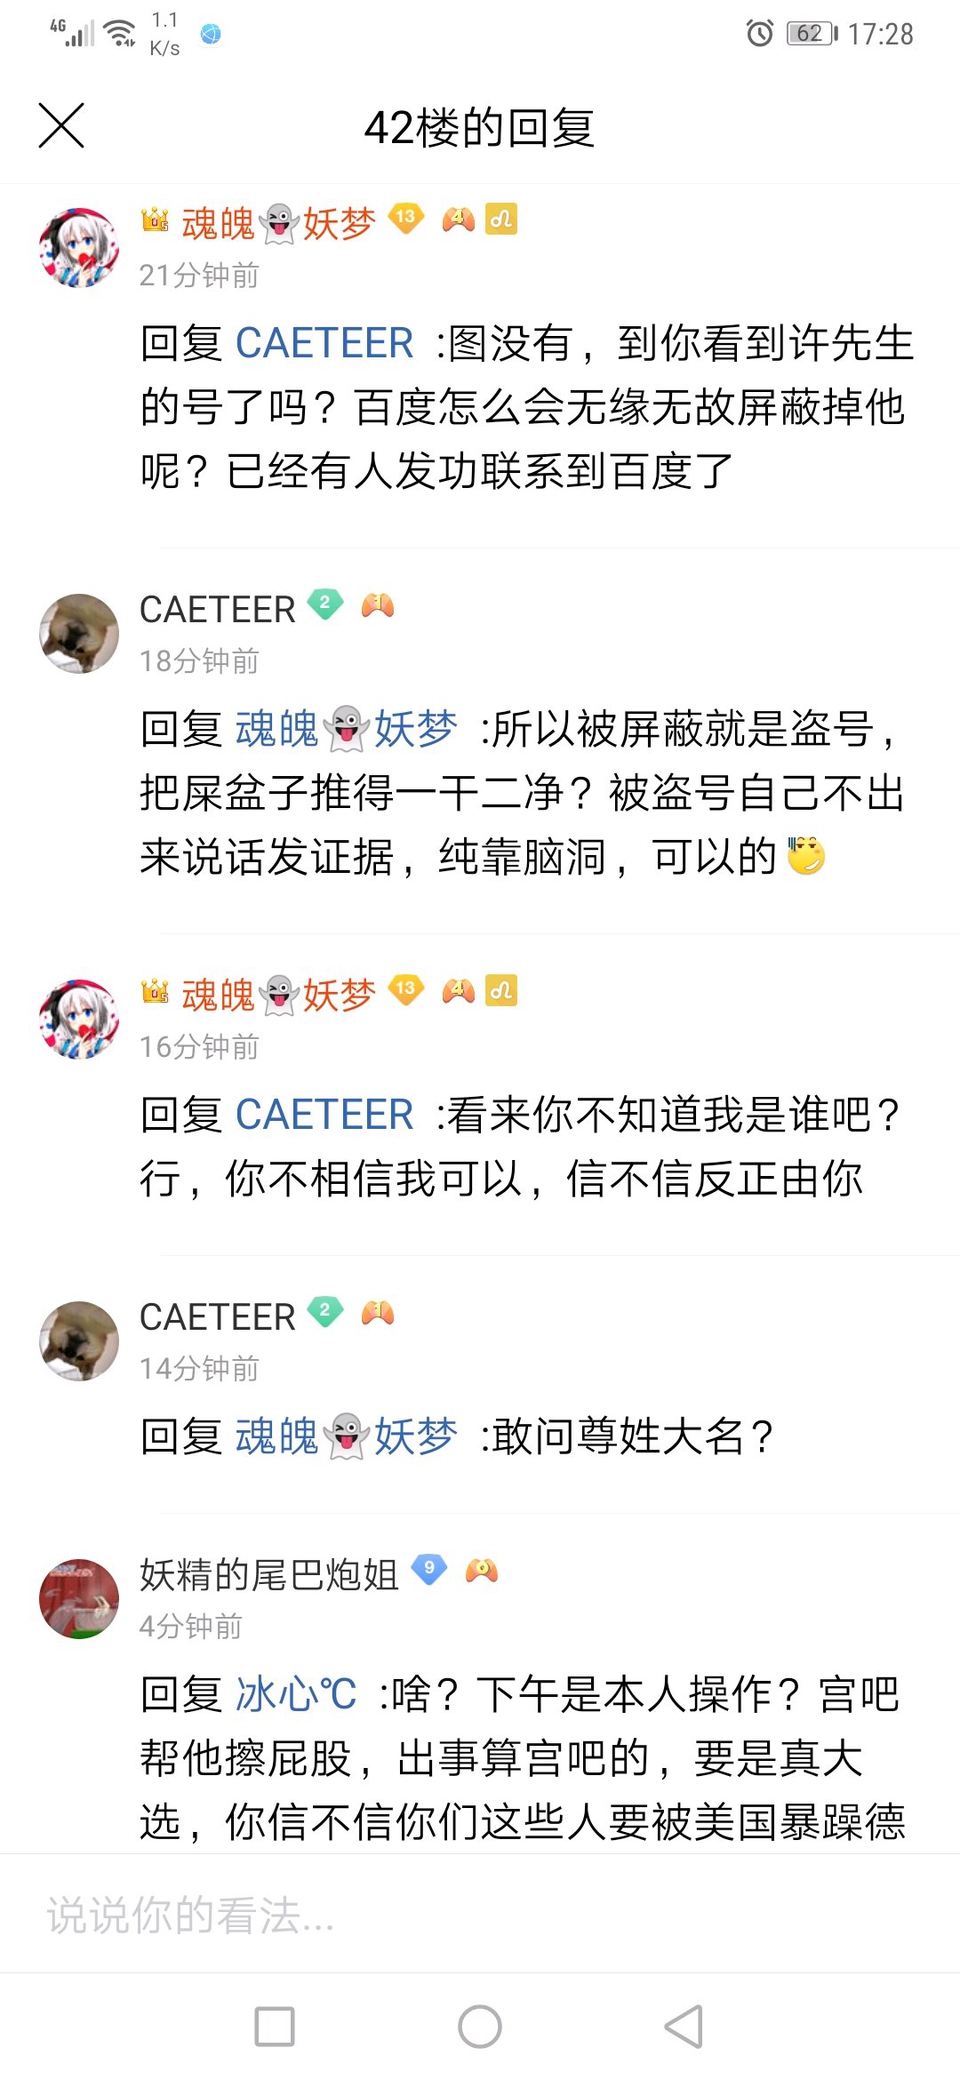 4G 1.1 K/s 62 17:28
42楼的回复
魂魄👻妖梦 13 4
21分钟前
回复 CAETEER :图没有，到你看到许先生
的号了吗？百度怎么会无缘无故屏蔽掉他
呢？已经有人发功联系到百度了
CAETEER 2 1
18分钟前
回复 魂魄👻妖梦 :所以被屏蔽就是盗号，
把屎盆子推得一干二净？被盗号自己不出
来说话发证据，纯靠脑洞，可以的
魂魄👻妖梦 13 4
16分钟前
回复 CAETEER :看来你不知道我是谁吧？
行，你不相信我可以，信不信反正由你
CAETEER 2 1
14分钟前
回复 魂魄👻妖梦 :敢问尊姓大名？
妖精的尾巴炮姐 9 6
4分钟前
回复 冰心℃ :啥？下午是本人操作？宫吧
帮他擦屁股，出事算宫吧的，要是真大
选，你信不信你们这些人要被美国暴躁德
说说你的看法...